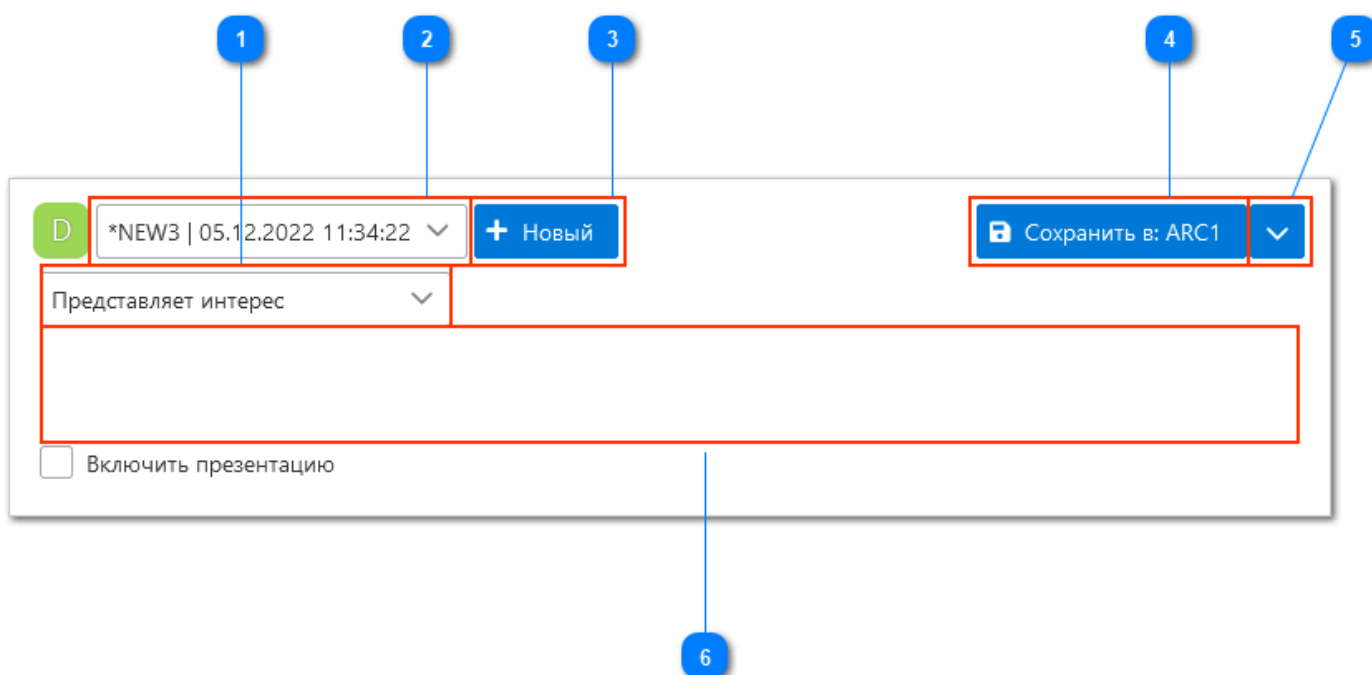 1 2 3 4 5
D *NEW3 | 05.12.2022 11:34:22 + Новый Сохранить в: ARC1
Представляет интерес
Включить презентацию
6